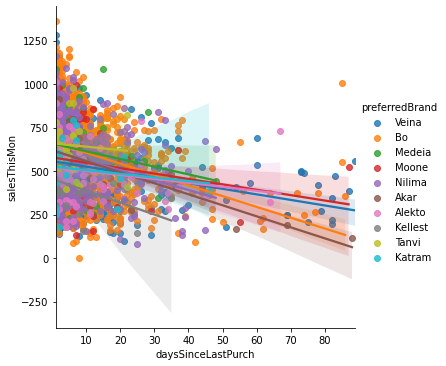 1250
1000
750
500
250
0
−250
salesThisMon
10 20 30 40 50 60 70 80
daysSinceLastPurch
preferredBrand
Veina
Bo
Medeia
Moone
Nilima
Akar
Alekto
Kellest
Tanvi
Katram